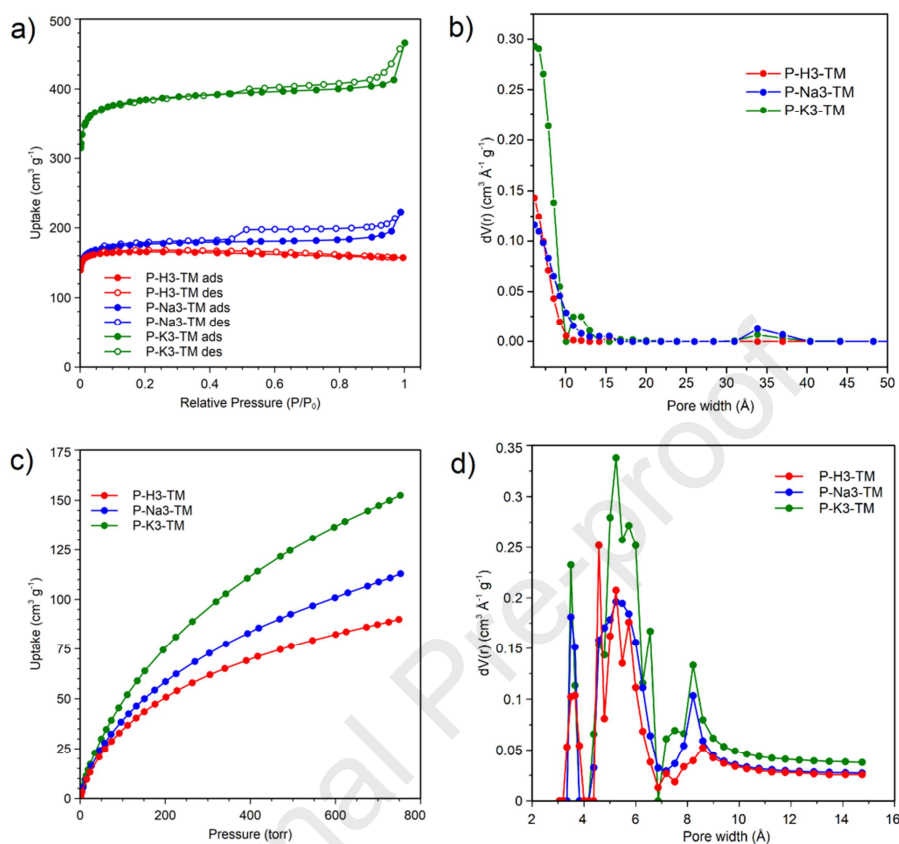 a)
500
400
300
200
100
0
Uptake (cm³ g⁻¹)
P-H3-TM ads
P-H3-TM des
P-Na3-TM ads
P-Na3-TM des
P-K3-TM ads
P-K3-TM des
0 0.2 0.4 0.6 0.8 1
Relative Pressure (P/P₀)
b)
0.30
0.25
0.20
0.15
0.10
0.05
0.00
dV(r) (cm³ Å⁻¹ g⁻¹)
P-H3-TM
P-Na3-TM
P-K3-TM
10 15 20 25 30 35 40 45 50
Pore width (Å)
c)
175
150
125
100
75
50
25
0
Uptake (cm³ g⁻¹)
P-H3-TM
P-Na3-TM
P-K3-TM
0 200 400 600 800
Pressure (torr)
d)
0.35
0.3
0.25
0.2
0.15
0.1
0.05
0
dV(r) (cm³ Å⁻¹ g⁻¹)
P-H3-TM
P-Na3-TM
P-K3-TM
2 4 6 8 10 12 14 16
Pore width (Å)
nal Pre-proof